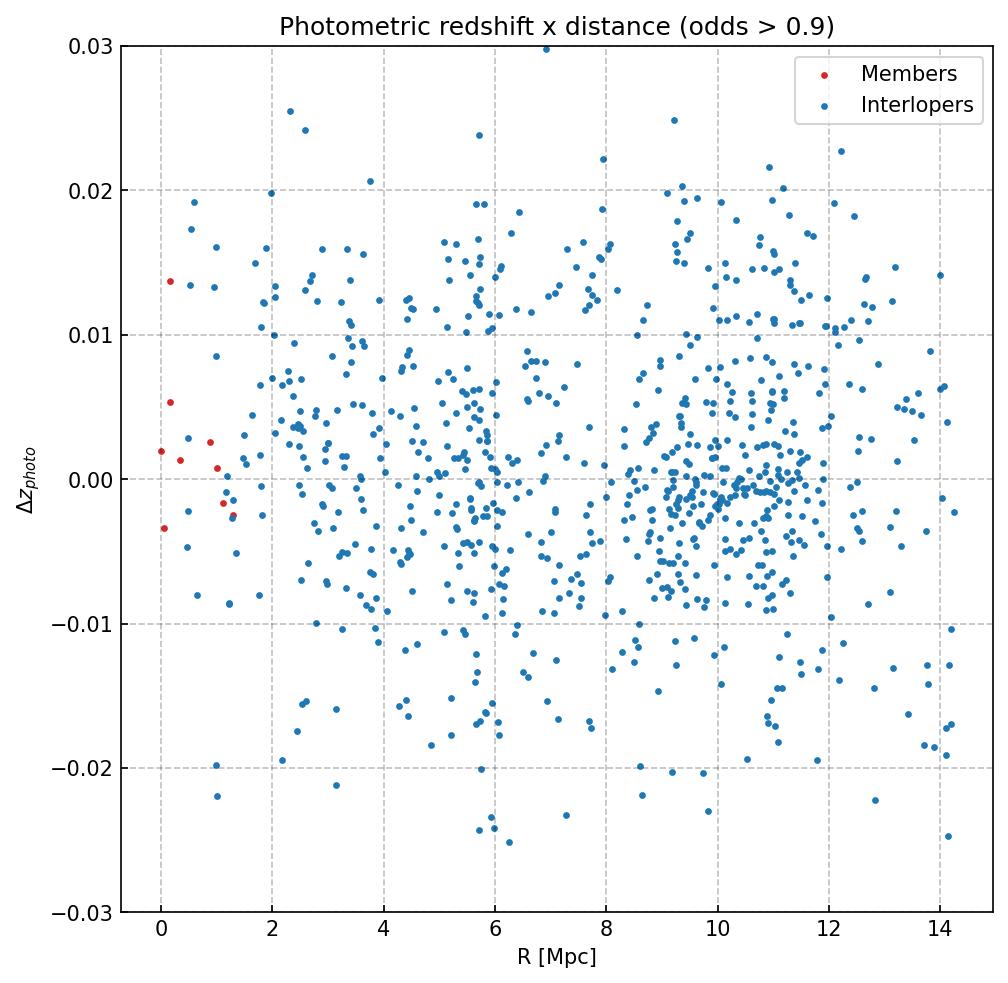 Photometric redshift x distance (odds > 0.9)
Members
Interlopers
0.03
0.02
0.01
0.00
−0.01
−0.02
−0.03
Δz_photo
0 2 4 6 8 10 12 14
R [Mpc]